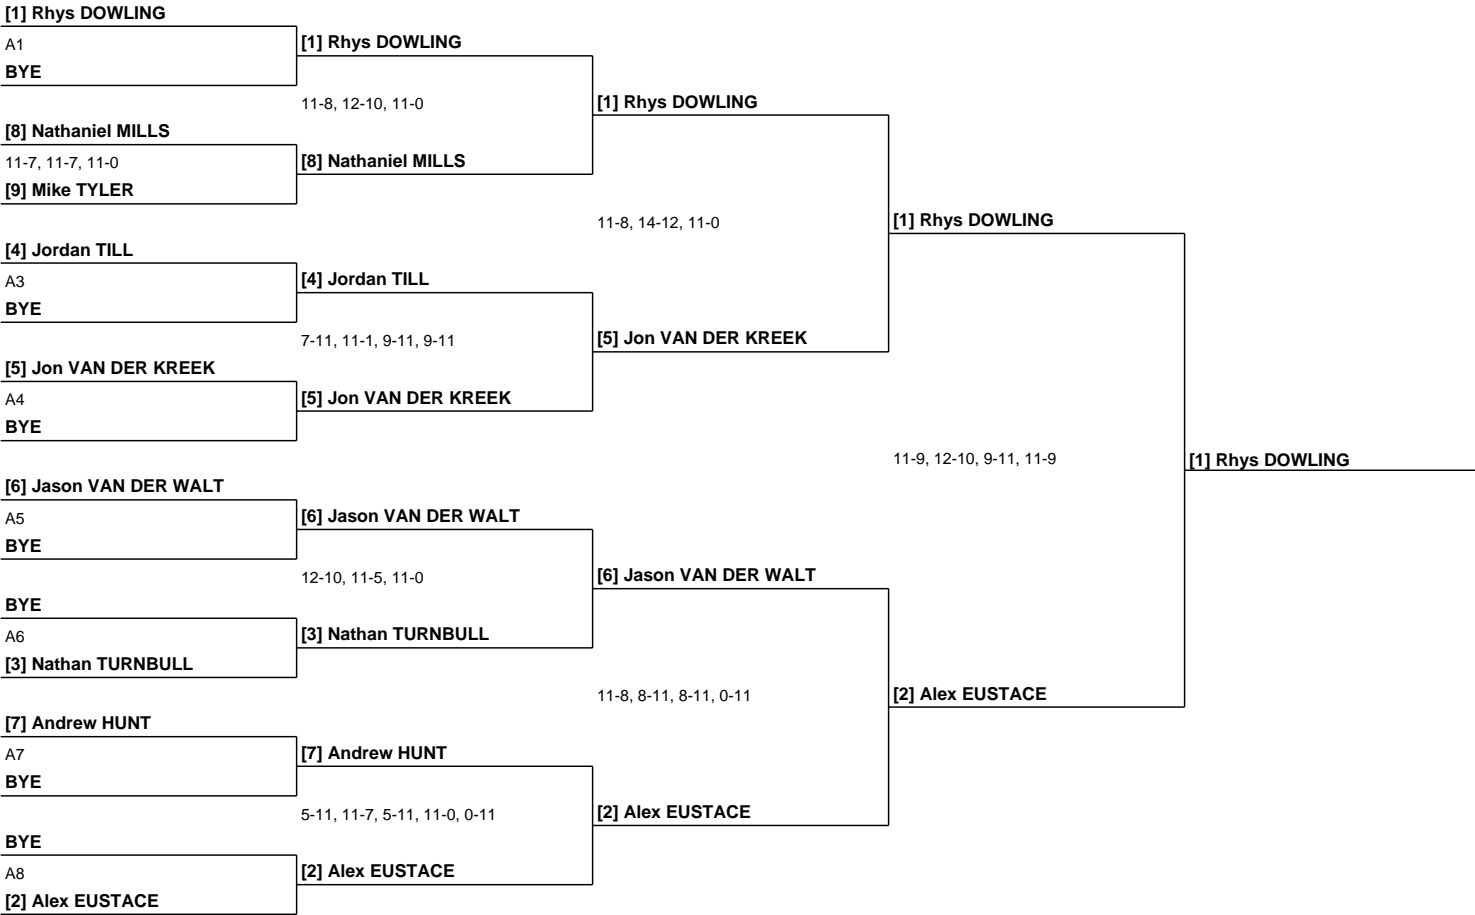 [1] Rhys DOWLING
A1
BYE
[8] Nathaniel MILLS
11-7, 11-7, 11-0
[9] Mike TYLER
[4] Jordan TILL
A3
BYE
[5] Jon VAN DER KREEK
A4
BYE
[6] Jason VAN DER WALT
A5
BYE
BYE
A6
[3] Nathan TURNBULL
[7] Andrew HUNT
A7
BYE
BYE
A8
[2] Alex EUSTACE
[1] Rhys DOWLING
11-8, 12-10, 11-0
[8] Nathaniel MILLS
[4] Jordan TILL
7-11, 11-1, 9-11, 9-11
[5] Jon VAN DER KREEK
[6] Jason VAN DER WALT
12-10, 11-5, 11-0
[3] Nathan TURNBULL
[7] Andrew HUNT
5-11, 11-7, 5-11, 11-0, 0-11
[2] Alex EUSTACE
[1] Rhys DOWLING
11-8, 14-12, 11-0
[5] Jon VAN DER KREEK
[6] Jason VAN DER WALT
11-8, 8-11, 8-11, 0-11
[2] Alex EUSTACE
[1] Rhys DOWLING
11-9, 12-10, 9-11, 11-9
[2] Alex EUSTACE
[1] Rhys DOWLING